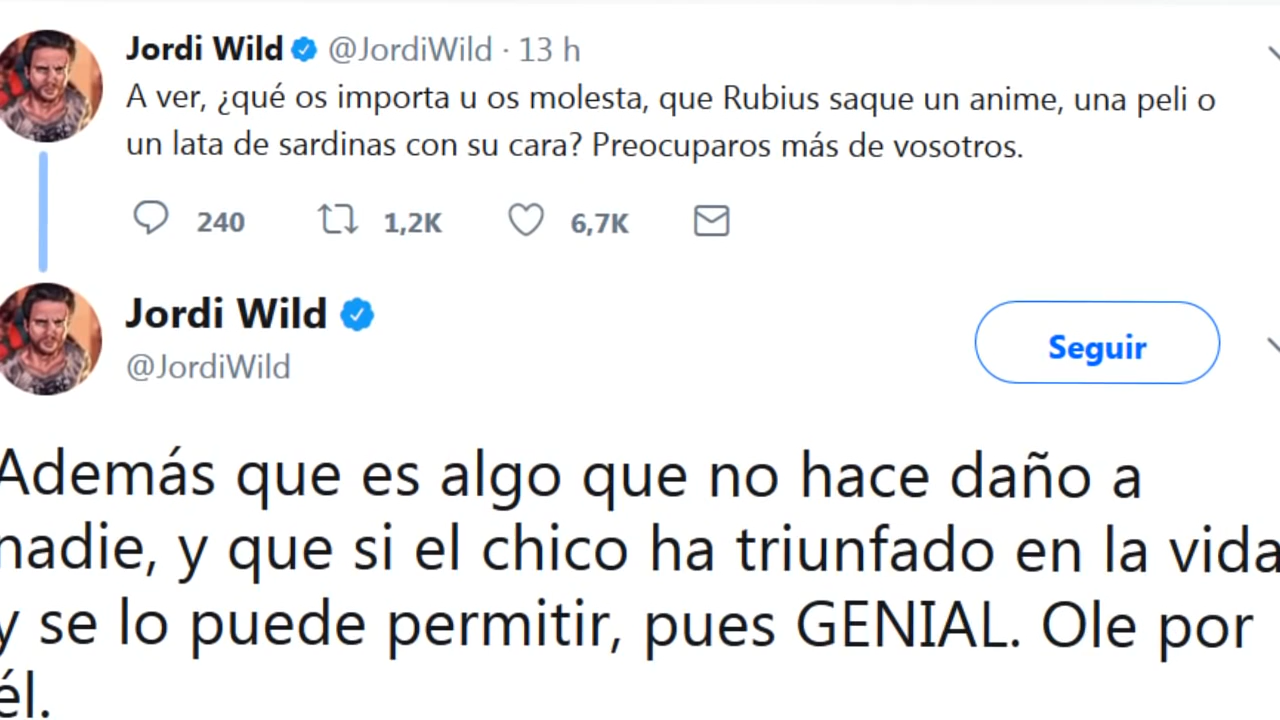 Jordi Wild @JordiWild · 13 h
A ver, ¿qué os importa u os molesta, que Rubius saque un anime, una peli o
un lata de sardinas con su cara? Preocuparos más de vosotros.
240 1,2K 6,7K
Jordi Wild
@JordiWild
Seguir
Además que es algo que no hace daño a
nadie, y que si el chico ha triunfado en la vida
y se lo puede permitir, pues GENIAL. Ole por
él.